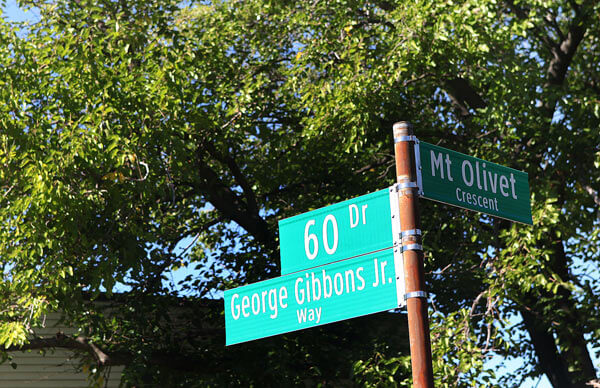 Mt Olivet
Crescent
60 Dr
George Gibbons Jr.
Way